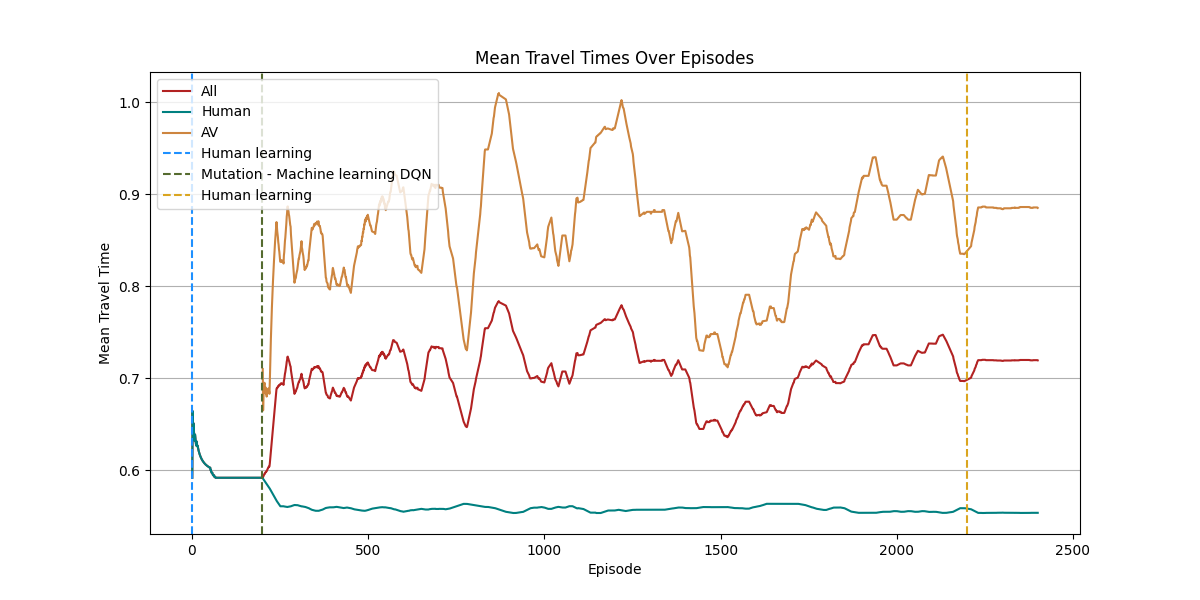 Mean Travel Times Over Episodes
All
Human
AV
Human learning
Mutation - Machine learning DQN
Human learning
Mean Travel Time
1.0
0.9
0.8
0.7
0.6
0
500
1000
1500
2000
2500
Episode